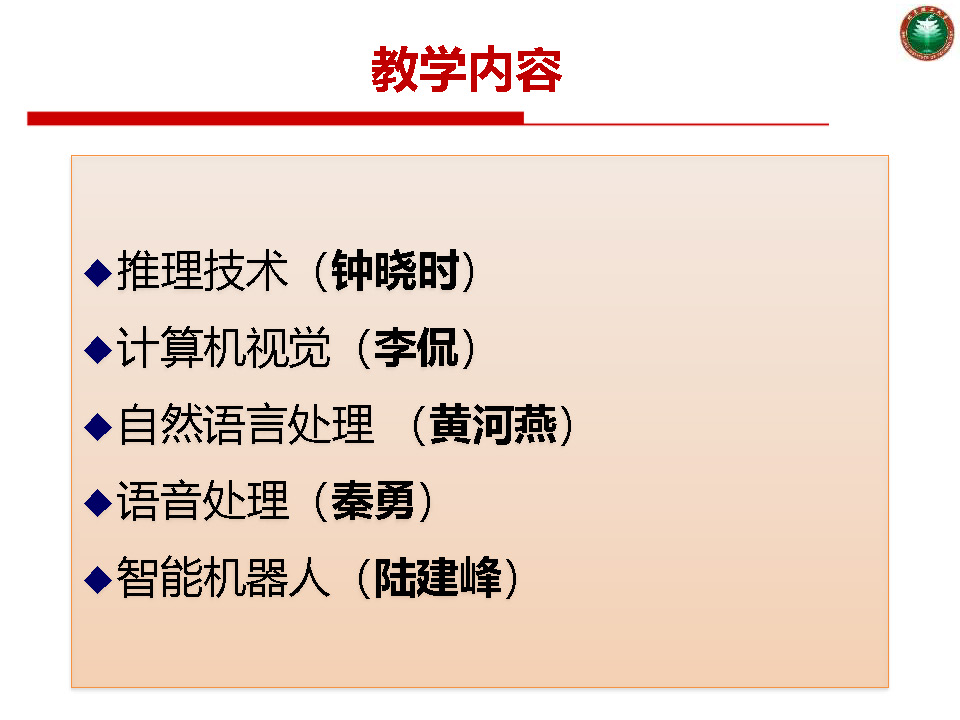 教学内容
推理技术（钟晓时）
计算机视觉（李侃）
自然语言处理 （黄河燕）
语音处理（秦勇）
智能机器人（陆建峰）